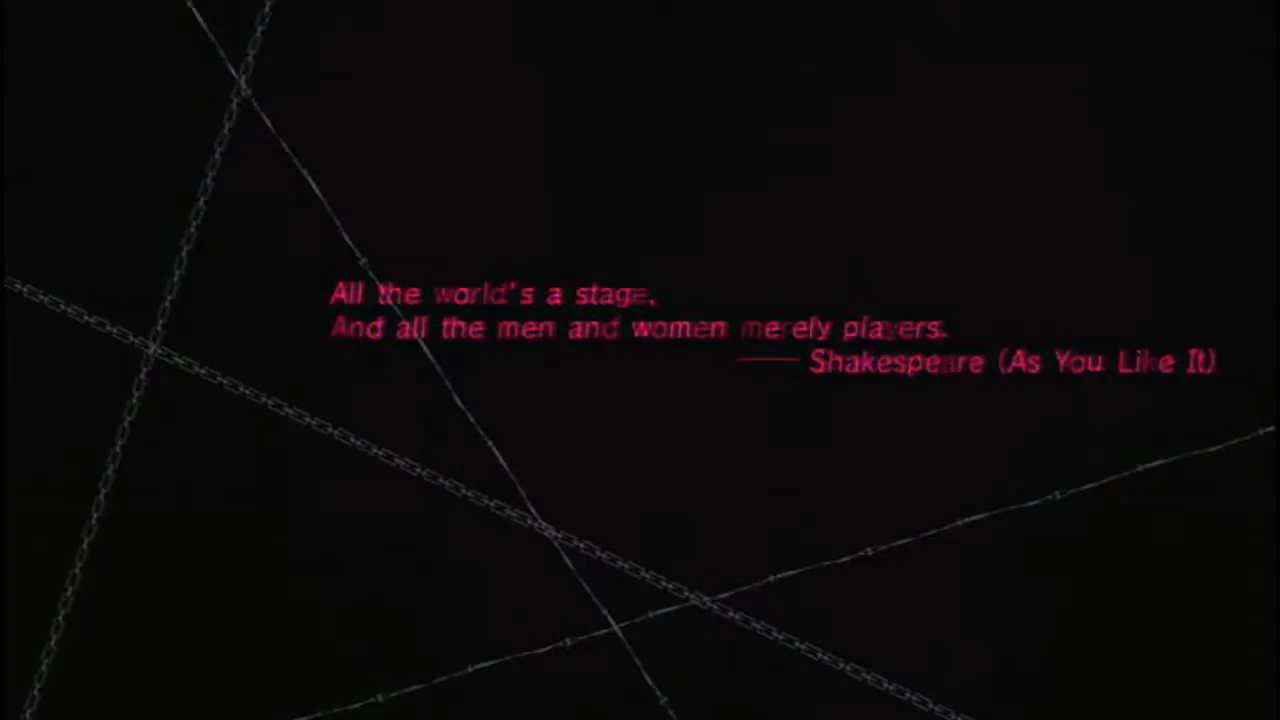 All the world's a stage,
And all the men and women merely players.
—— Shakespeare (As You Like It)